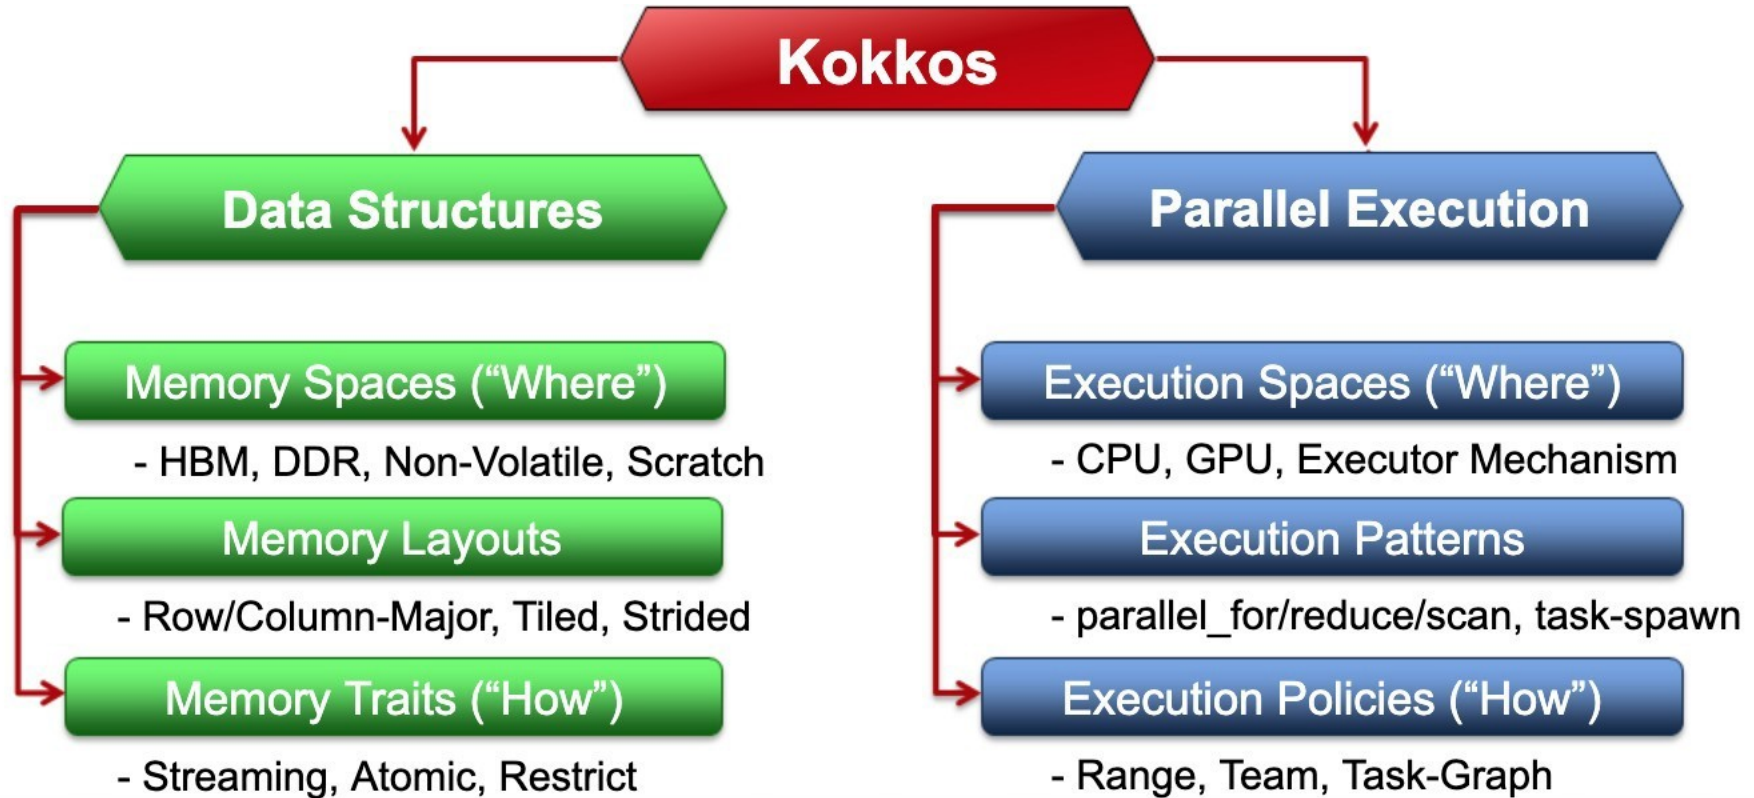 Kokkos
Data Structures
Memory Spaces (“Where”)
- HBM, DDR, Non-Volatile, Scratch
Memory Layouts
- Row/Column-Major, Tiled, Strided
Memory Traits (“How”)
- Streaming, Atomic, Restrict
Parallel Execution
Execution Spaces (“Where”)
- CPU, GPU, Executor Mechanism
Execution Patterns
- parallel_for/reduce/scan, task-spawn
Execution Policies (“How”)
- Range, Team, Task-Graph